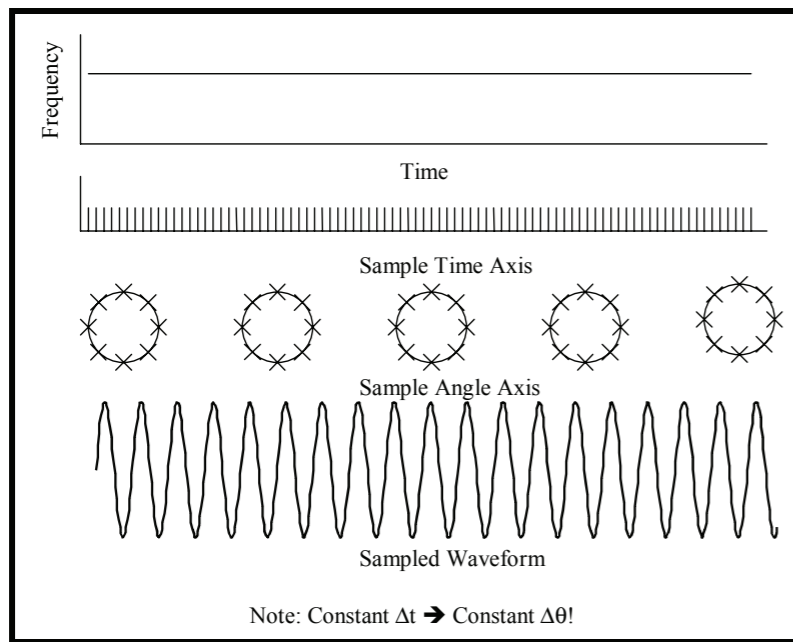 Frequency
Time
Sample Time Axis
Sample Angle Axis
Sampled Waveform
Note: Constant Δt ➔ Constant Δθ!